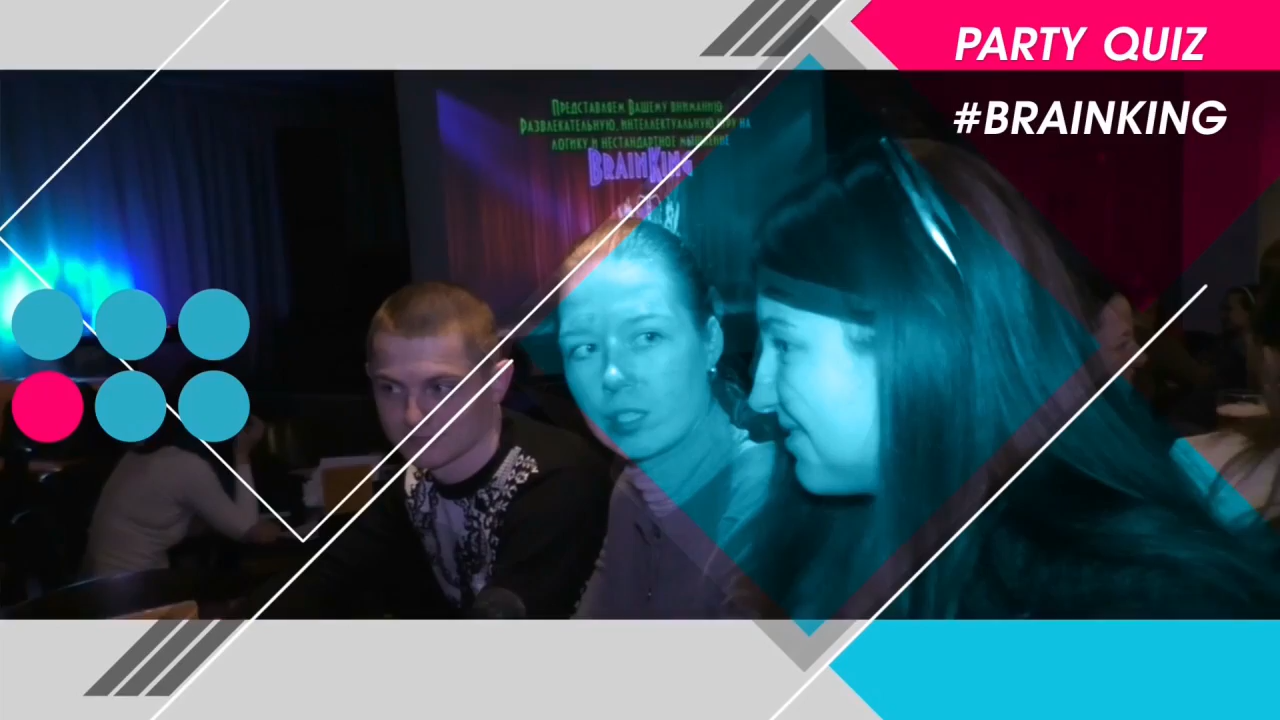 PARTY QUIZ
#BRAINKING
Представляем Вашему вниманию
развлекательную, интеллектуальную игру на
логику и нестандартное мышление
BrainKing